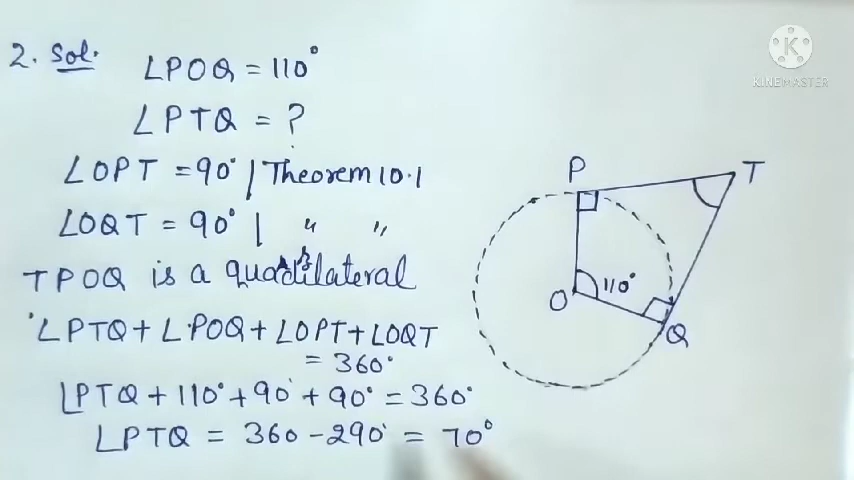 2. Sol.
∠POQ = 110°
∠PTQ = ?
∠OPT = 90° | Theorem 10.1
∠OQT = 90° | " "
TPOQ is a quadrilateral
∠PTQ + ∠POQ + ∠OPT + ∠OQT
= 360°
∠PTQ + 110° + 90° + 90° = 360°
∠PTQ = 360 - 290° = 70°
P
T
O
110°
Q
K
KINEMASTER